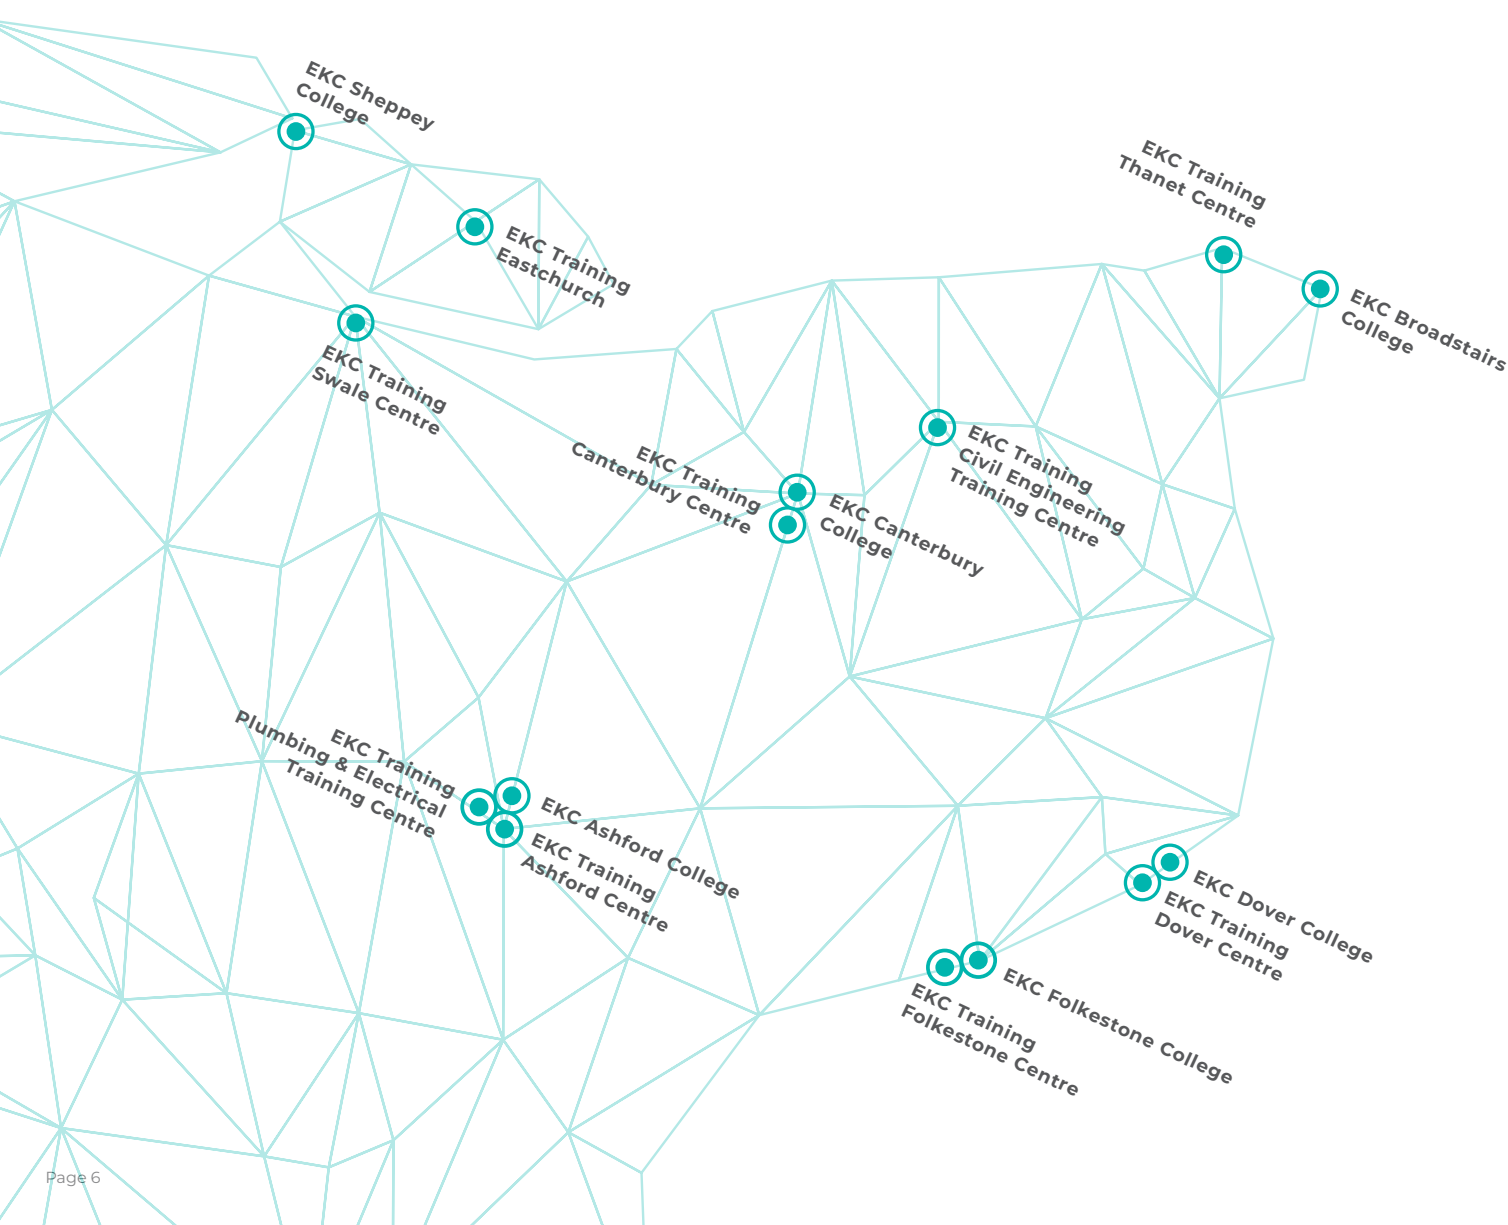 EKC Sheppey
College
EKC Training
Thanet Centre
EKC Training
Eastchurch
EKC Broadstairs
College
EKC Training
Swale Centre
EKC Training
Civil Engineering
Training Centre
EKC Training
Canterbury Centre
EKC Canterbury
College
EKC Training
Plumbing & Electrical
Training Centre
EKC Ashford College
EKC Training
Ashford Centre
EKC Dover College
EKC Training
Dover Centre
EKC Folkestone College
EKC Training
Folkestone Centre
Page 6